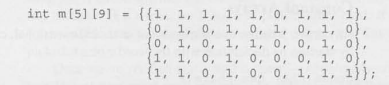 int m[5][9] = {{1, 1, 1, 1, 1, 0, 1, 1, 1},
{0, 1, 0, 1, 0, 1, 0, 1, 0},
{0, 1, 0, 1, 1, 0, 0, 1, 0},
{1, 1, 0, 1, 0, 0, 0, 1, 0},
{1, 1, 0, 1, 0, 0, 1, 1, 1}};